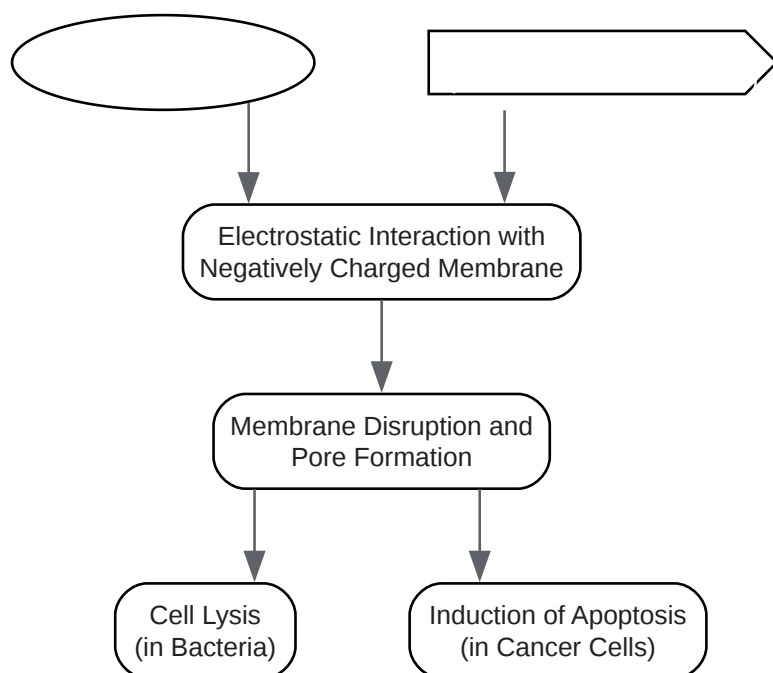 Electrostatic Interaction with
Negatively Charged Membrane
Membrane Disruption and
Pore Formation
Cell Lysis
(in Bacteria)
Induction of Apoptosis
(in Cancer Cells)